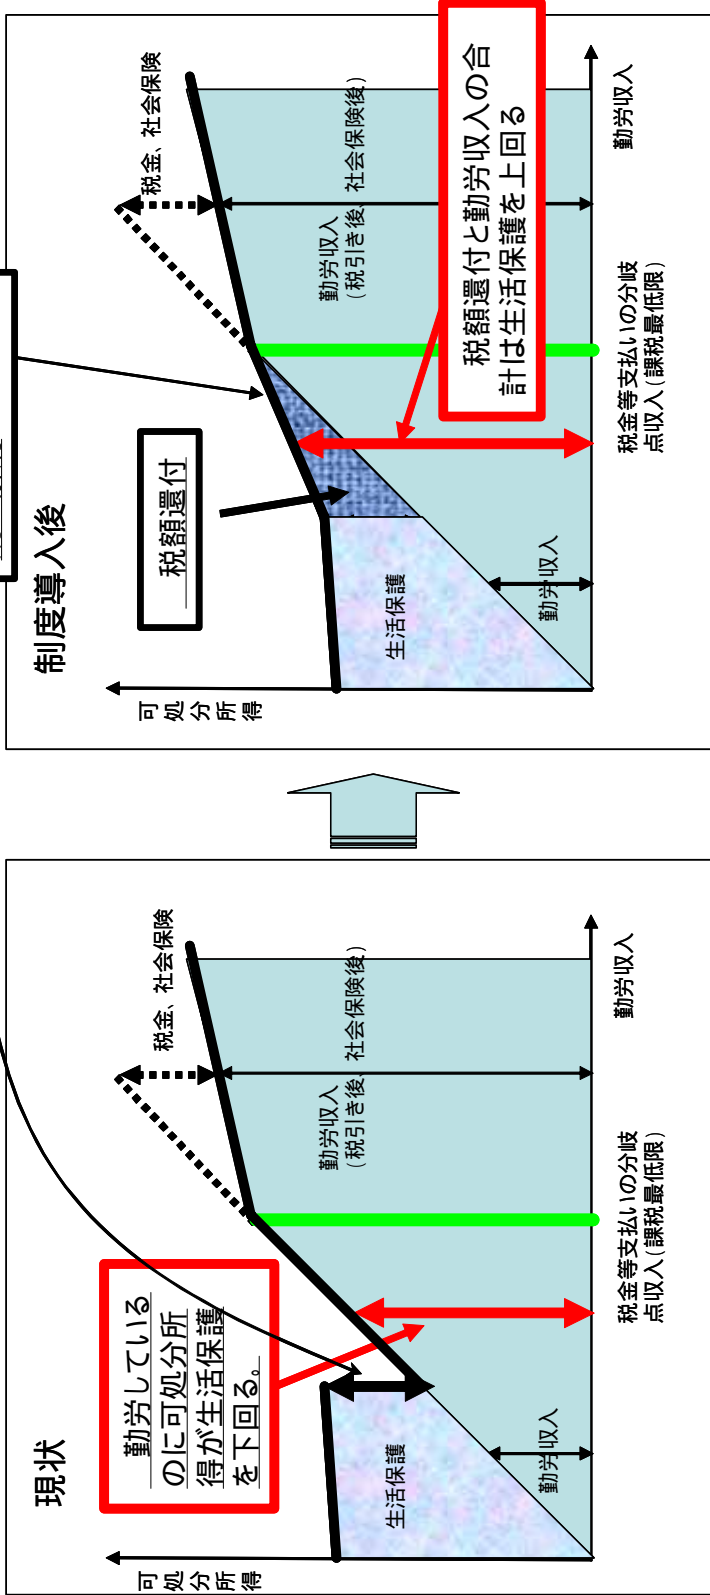 現状
可処分所得
勤労している
のに可処分所
得が生活保護
を下回る。
税金、社会保険
生活保護
勤労収入
勤労収入
(税引き後、社会保険後)
税金等支払いの分岐
点収入(課税最低限)
勤労収入
制度導入後
可処分所得
税額還付
税金、社会保険
生活保護
勤労収入
勤労収入
(税引き後、社会保険後)
税額還付と勤労収入の合
計は生活保護を上回る
税金等支払いの分岐
点収入(課税最低限)
勤労収入